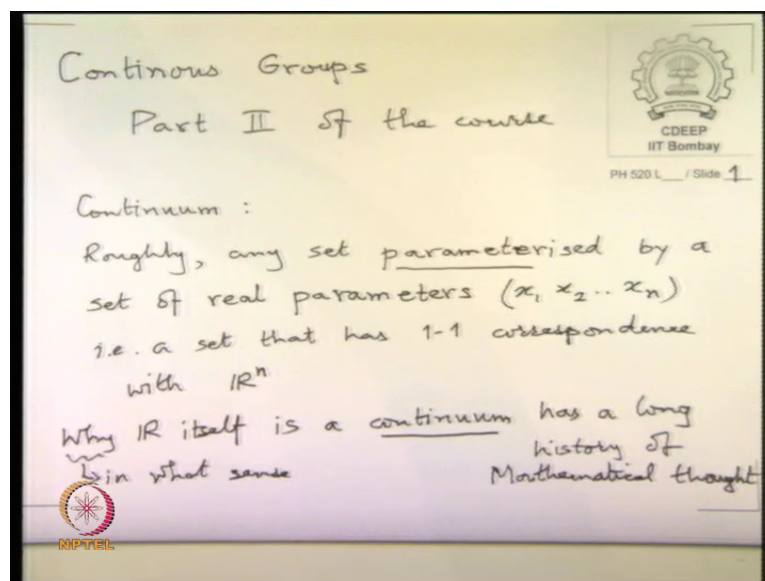 Continous Groups
Part II of the course
CDEEP
IIT Bombay
PH 520 L___ / Slide 1
Continuum :
Roughly, any set parameterised by a
set of real parameters (x₁ x₂ .. xₙ)
i.e. a set that has 1-1 correspondence
with ℝⁿ
Why ℝ itself is a continuum has a long
history of
↳ in what sense Mathematical thought
NPTEL